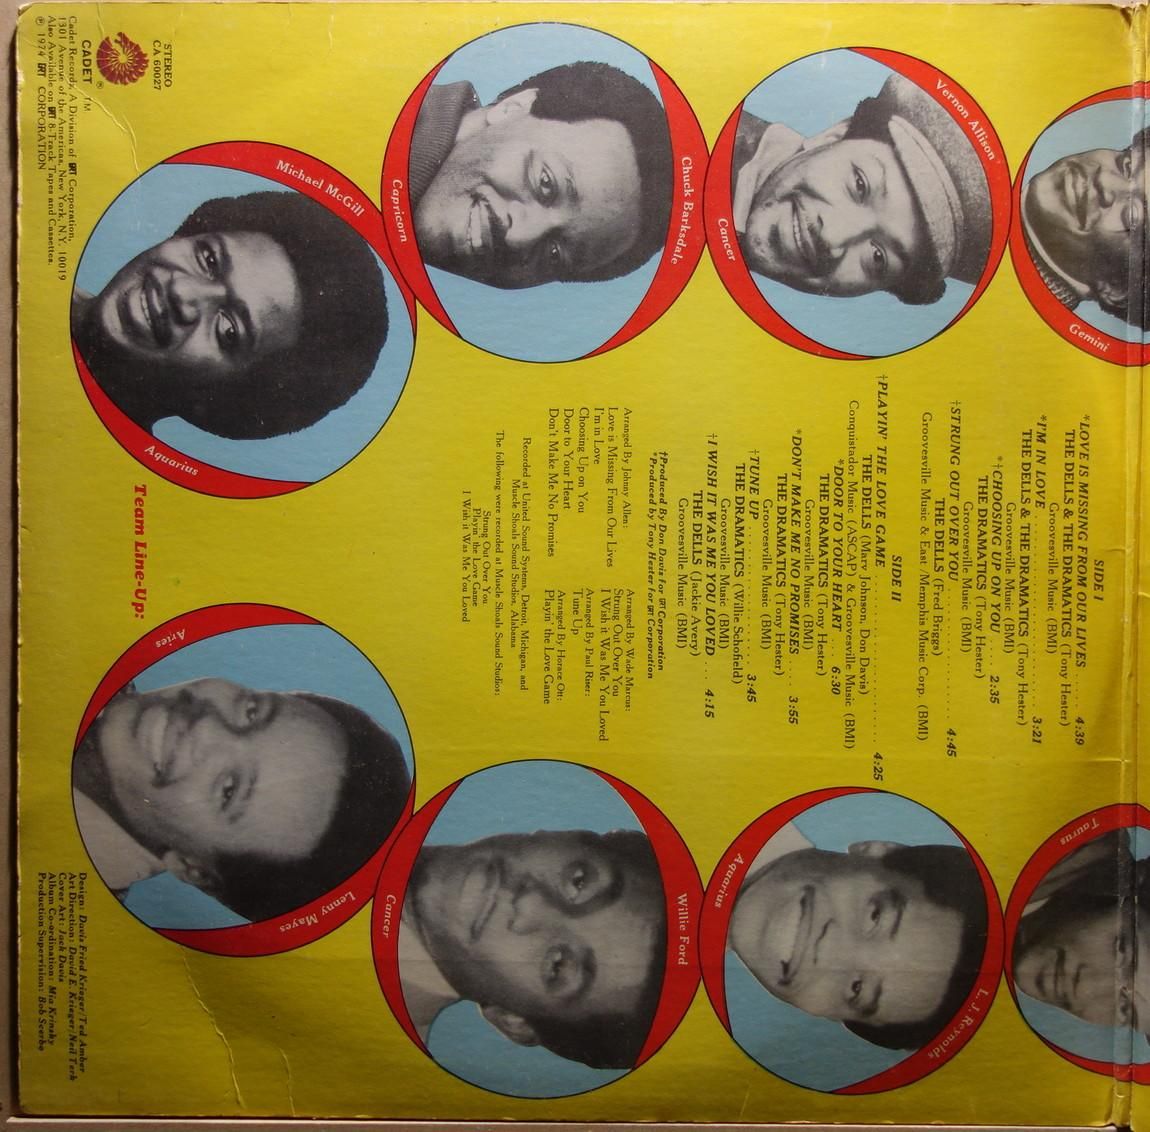 SIDE I
*LOVE IS MISSING FROM OUR LIVES . . . . . 4:39
THE DELLS & THE DRAMATICS (Tony Hester)
Groovesville Music (BMI)
*I'M IN LOVE . . . . . 3:21
THE DELLS & THE DRAMATICS (Tony Hester)
Groovesville Music (BMI)
*†CHOOSING UP ON YOU . . . . . 2:35
THE DRAMATICS (Tony Hester)
Groovesville Music (BMI)
†STRUNG OUT OVER YOU . . . . . 4:45
THE DELLS (Fred Briggs)
Groovesville Music & East/Memphis Music Corp. (BMI)
SIDE II
†PLAYIN' THE LOVE GAME . . . . . 4:25
THE DELLS (Mary Johnson, Don Davis)
Conquistador Music (ASCAP) & Groovesville Music (BMI)
*DOOR TO YOUR HEART . . . . . 6:30
THE DRAMATICS (Tony Hester)
Groovesville Music (BMI)
*DON'T MAKE ME NO PROMISES . . . . . 3:55
THE DRAMATICS (Tony Hester)
Groovesville Music (BMI)
†TUNE UP . . . . . 3:45
THE DRAMATICS (Willie Schofield)
Groovesville Music (BMI)
†I WISH IT WAS ME YOU LOVED . . . . . 4:15
THE DELLS (Jackie Avery)
Groovesville Music (BMI)
†Produced By Don Davis for GRT Corporation
*Produced by Tony Hester for GRT Corporation
Arranged By Johnny Allen:
Love is Missing From Our Lives
I'm in Love
Choosing Up on You
Door to Your Heart
Don't Make Me No Promises
Arranged By Wade Marcus:
Strung Out Over You
I Wish it Was Me You Loved
Arranged By Paul Riser:
Tune Up
Arranged By Horace Ott:
Playin' the Love Game
Recorded at United Sound Systems, Detroit, Michigan, and
Muscle Shoals Sound Studios, Alabama
The following were recorded at Muscle Shoals Sound Studios:
Strung Out Over You
Playin' the Love Game
I Wish it Was Me You Loved
Gemini
Vernon Allison
Cancer
Chuck Barksdale
Capricorn
Michael McGill
Aquarius
Team Line-Up:
Taurus
L.J. Reynolds
Aquarius
Willie Ford
Cancer
Lenny Mayes
Aries
STEREO
CA 60027
®
CADET T.M.
Cadet Records, A Division of GRT Corporation,
1301 Avenue of the Americas, New York, N.Y. 10019
Also Available on GRT 8-Track Tapes and Cassettes.
℗ 1974 GRT CORPORATION
Design: Davis Fried Krieger/Ted Amber
Art Direction: David E. Krieger/Neil Terk
Cover Art: Jack Davis
Album Co-ordination: Mia Krinsky
Production Supervision: Bob Scerbo